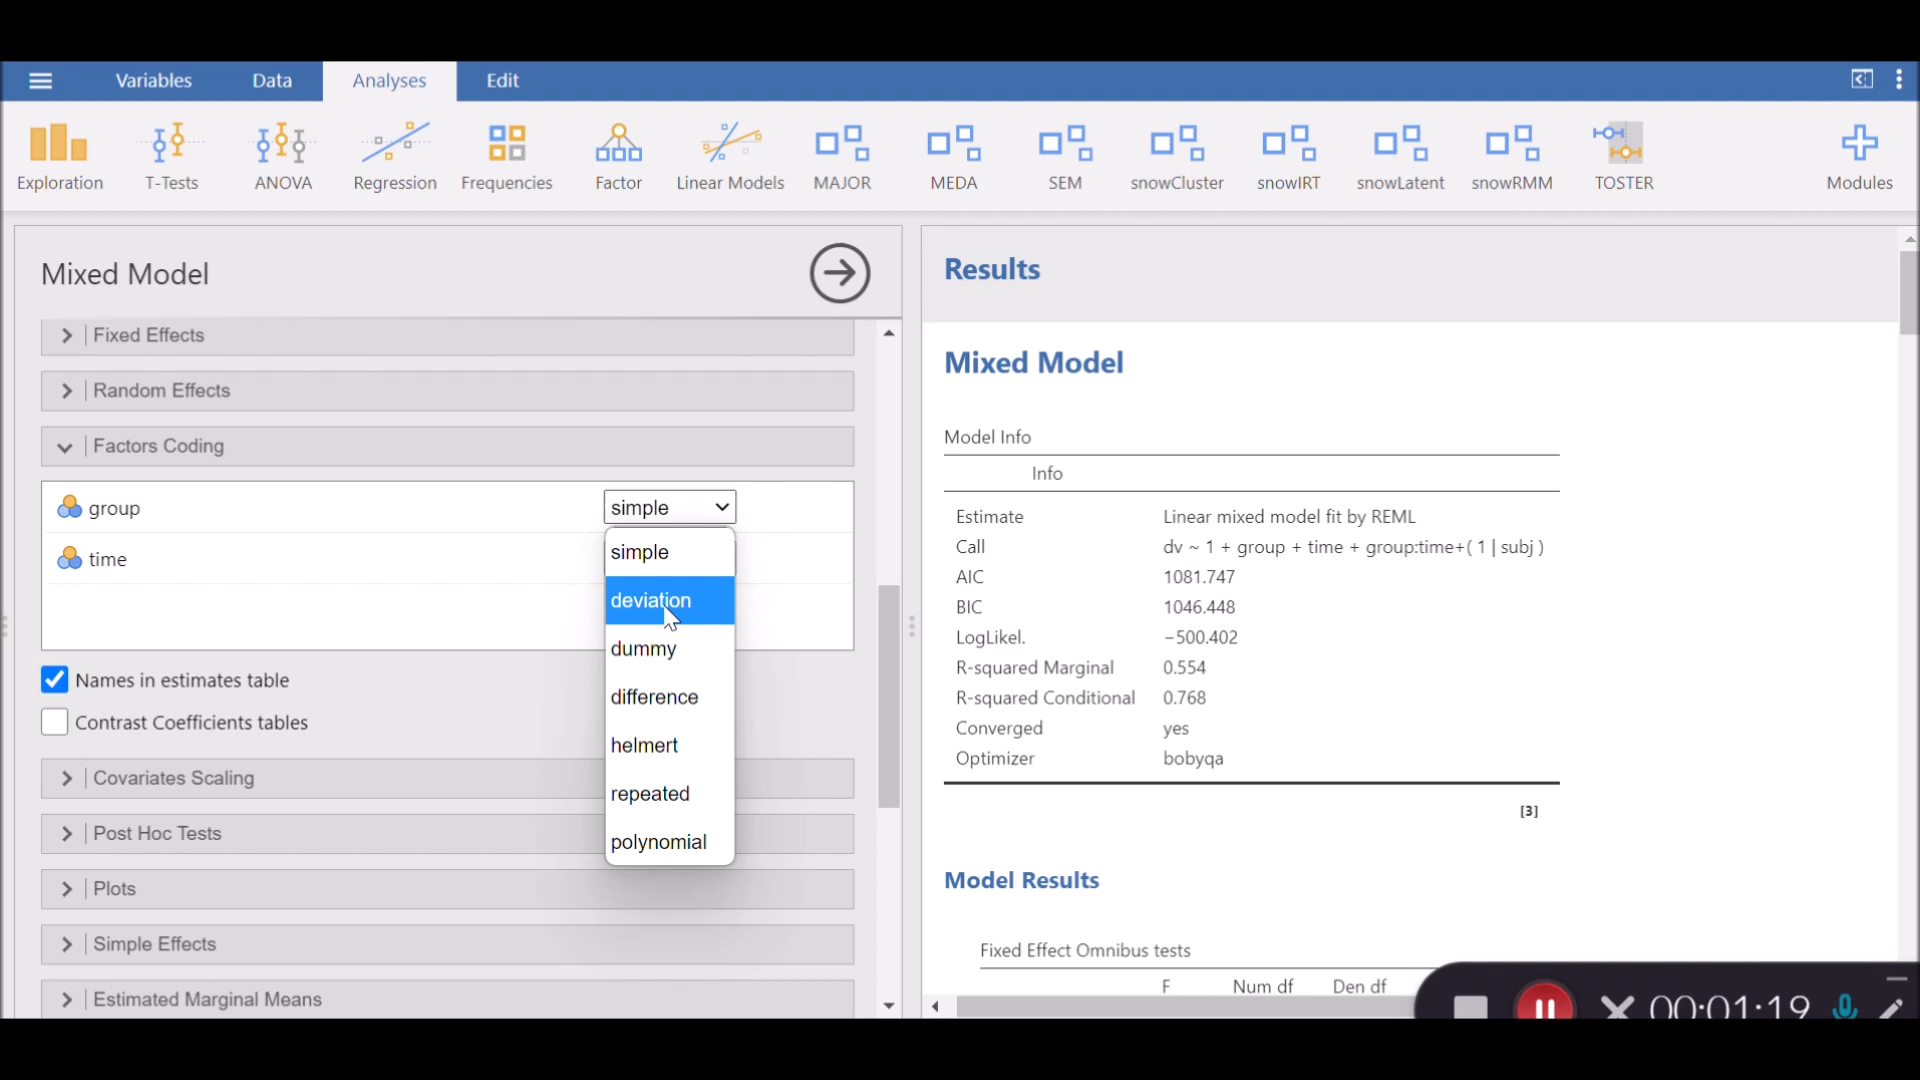 Variables Data Analyses Edit
Exploration T-Tests ANOVA Regression Frequencies Factor Linear Models MAJOR MEDA SEM snowCluster snowIRT snowLatent snowRMM TOSTER Modules
Mixed Model
Fixed Effects
Random Effects
Factors Coding
group simple
time
simple
deviation
dummy
difference
helmert
repeated
polynomial
Names in estimates table
Contrast Coefficients tables
Covariates Scaling
Post Hoc Tests
Plots
Simple Effects
Estimated Marginal Means
Results
Mixed Model
Model Info
Info
Estimate Linear mixed model fit by REML
Call dv ~ 1 + group + time + group:time+( 1 | subj )
AIC 1081.747
BIC 1046.448
LogLikel. -500.402
R-squared Marginal 0.554
R-squared Conditional 0.768
Converged yes
Optimizer bobyqa
[3]
Model Results
Fixed Effect Omnibus tests
F Num df Den df
00:01:19